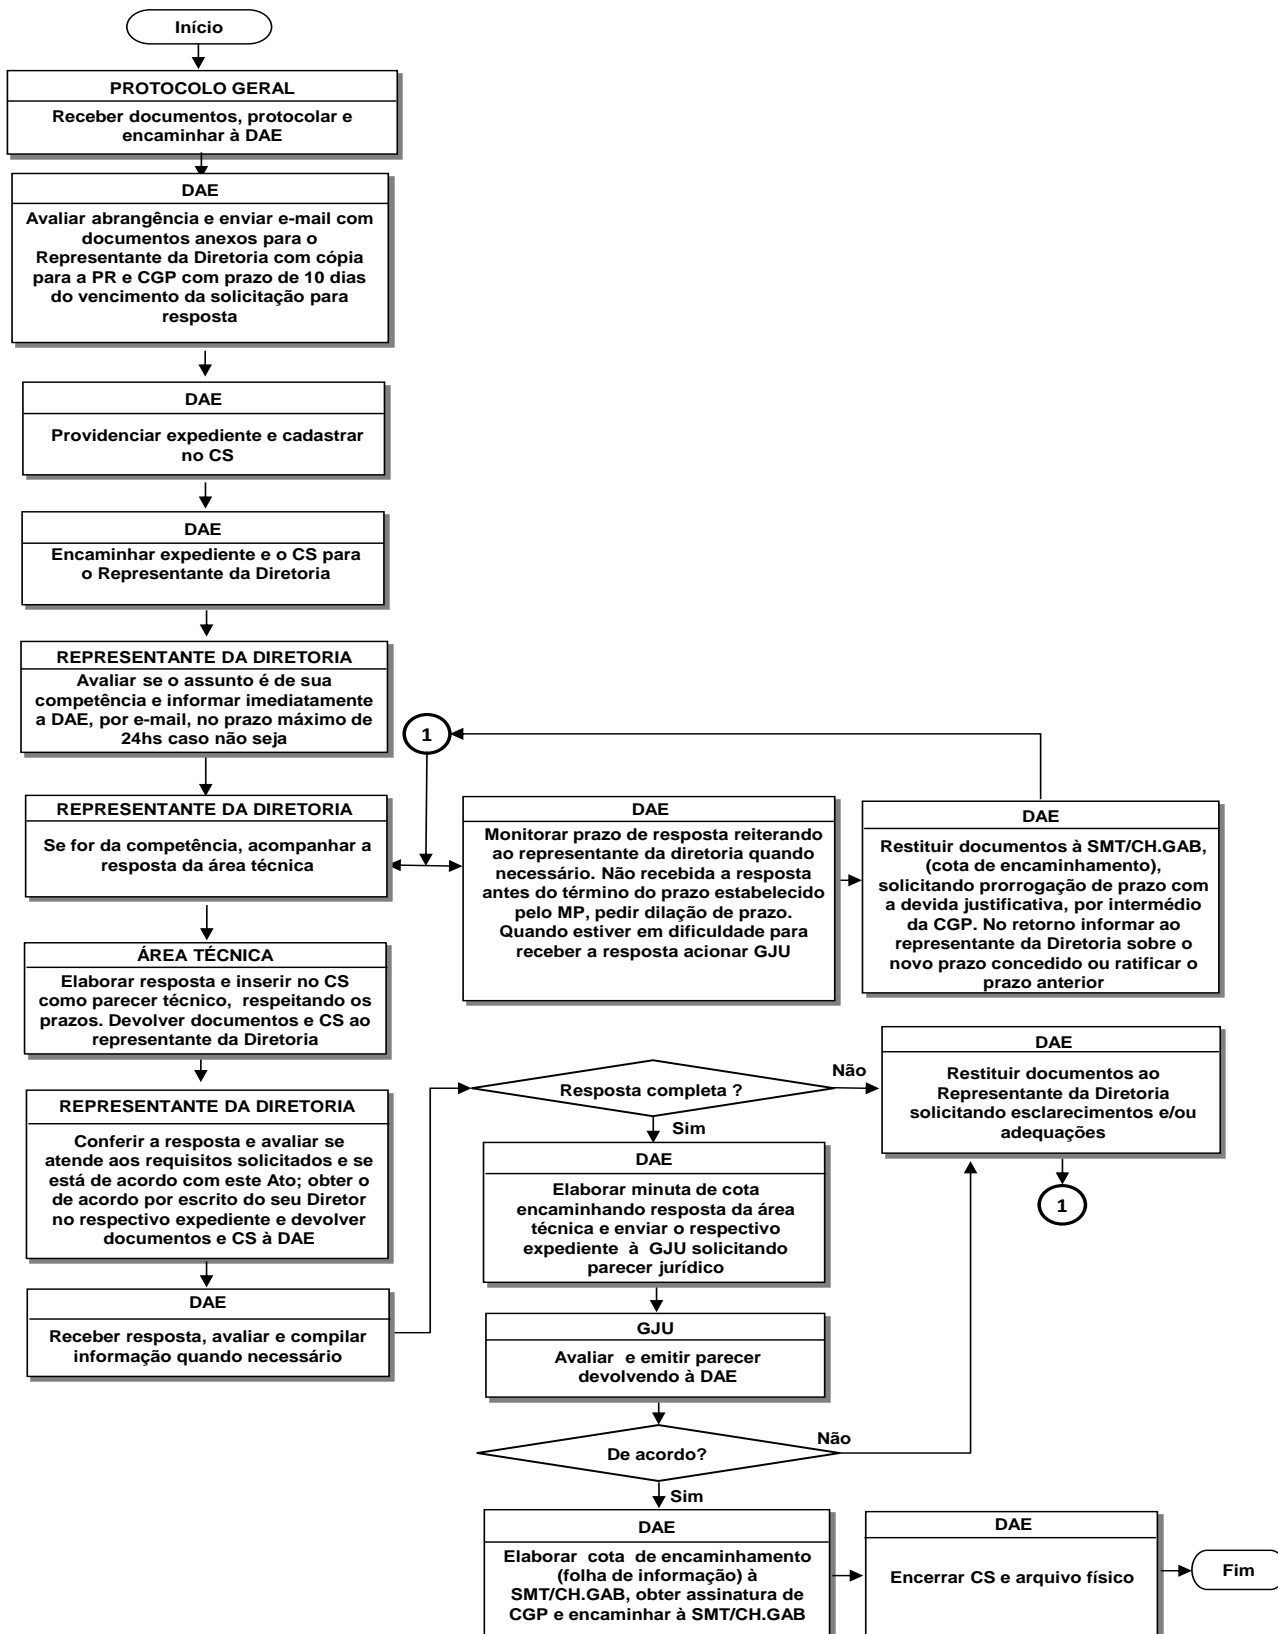 Início
PROTOCOLO GERAL
Receber documentos, protocolar e
encaminhar à DAE
DAE
Avaliar abrangência e enviar e-mail com
documentos anexos para o
Representante da Diretoria com cópia
para a PR e CGP com prazo de 10 dias
do vencimento da solicitação para
resposta
DAE
Providenciar expediente e cadastrar
no CS
DAE
Encaminhar expediente e o CS para
o Representante da Diretoria
REPRESENTANTE DA DIRETORIA
Avaliar se o assunto é de sua
competência e informar imediatamente
a DAE, por e-mail, no prazo máximo de
24hs caso não seja
1
REPRESENTANTE DA DIRETORIA
Se for da competência, acompanhar a
resposta da área técnica
DAE
Monitorar prazo de resposta reiterando
ao representante da diretoria quando
necessário. Não recebida a resposta
antes do término do prazo estabelecido
pelo MP, pedir dilação de prazo.
Quando estiver em dificuldade para
receber a resposta acionar GJU
DAE
Restituir documentos à SMT/CH.GAB,
(cota de encaminhamento),
solicitando prorrogação de prazo com
a devida justificativa, por intermédio
da CGP. No retorno informar ao
representante da Diretoria sobre o
novo prazo concedido ou ratificar o
prazo anterior
ÁREA TÉCNICA
Elaborar resposta e inserir no CS
como parecer técnico, respeitando os
prazos. Devolver documentos e CS ao
representante da Diretoria
REPRESENTANTE DA DIRETORIA
Conferir a resposta e avaliar se
atende aos requisitos solicitados e se
está de acordo com este Ato; obter o
de acordo por escrito do seu Diretor
no respectivo expediente e devolver
documentos e CS à DAE
DAE
Receber resposta, avaliar e compilar
informação quando necessário
Resposta completa ?
Não
Sim
DAE
Restituir documentos ao
Representante da Diretoria
solicitando esclarecimentos e/ou
adequações
1
DAE
Elaborar minuta de cota
encaminhando resposta da área
técnica e enviar o respectivo
expediente à GJU solicitando
parecer jurídico
GJU
Avaliar e emitir parecer
devolvendo à DAE
De acordo?
Não
Sim
DAE
Elaborar cota de encaminhamento
(folha de informação) à
SMT/CH.GAB, obter assinatura de
CGP e encaminhar à SMT/CH.GAB
DAE
Encerrar CS e arquivo físico
Fim